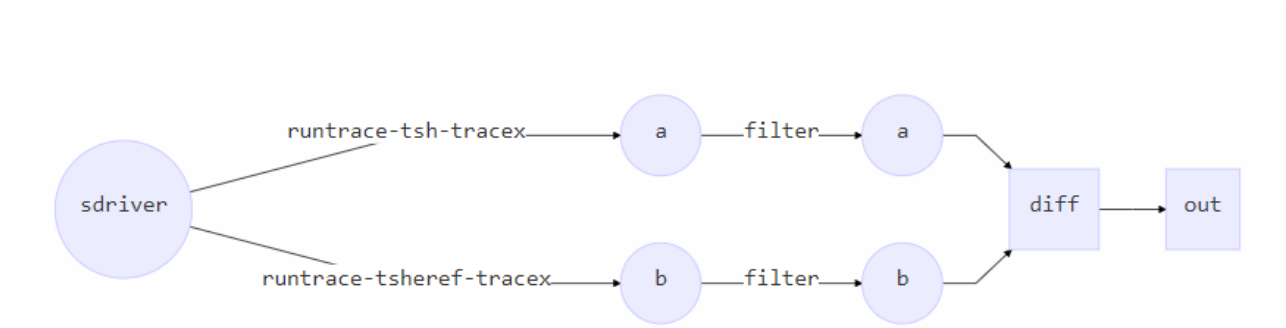 runtrace-tsh-tracex
a
filter
a
sdriver
diff
out
runtrace-tsheref-tracex
b
filter
b